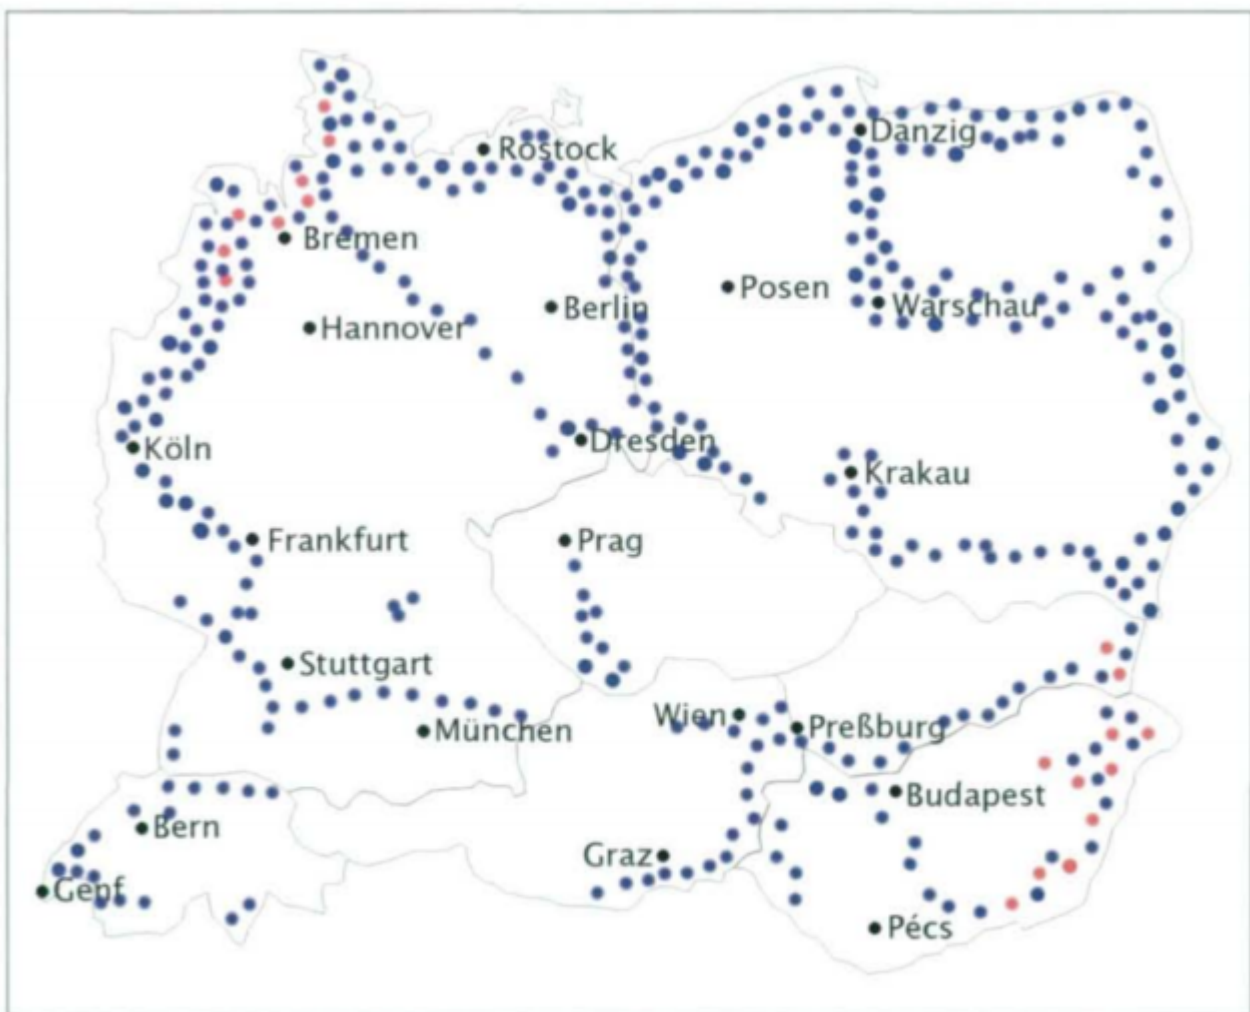 Danzig
Rostock
Bremen
Posen
Berlin
Warschau
Hannover
Dresden
Köln
Krakau
Frankfurt
Prag
Stuttgart
Wien
Preßburg
München
Budapest
Bern
Graz
Genf
Pécs